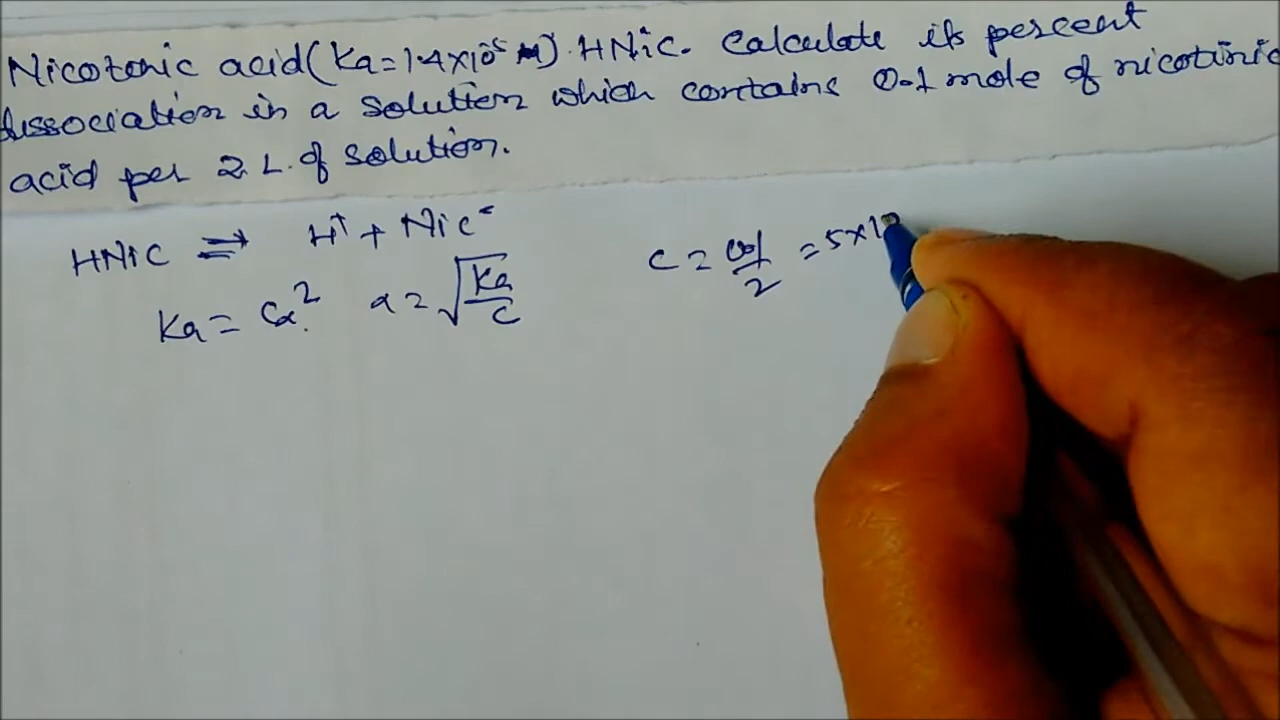 Nicotonic acid (Ka = 1.4×10⁻⁵ M) HNiC. Calculate its percent
dissociation in a solution which contains 0.1 mole of nicotinic
acid per 2 L. of solution.
HNiC ⇌ H⁺ + NiC⁻ C = 0.1/2 = 5×10
Ka = Cα² α = √(Ka/C)